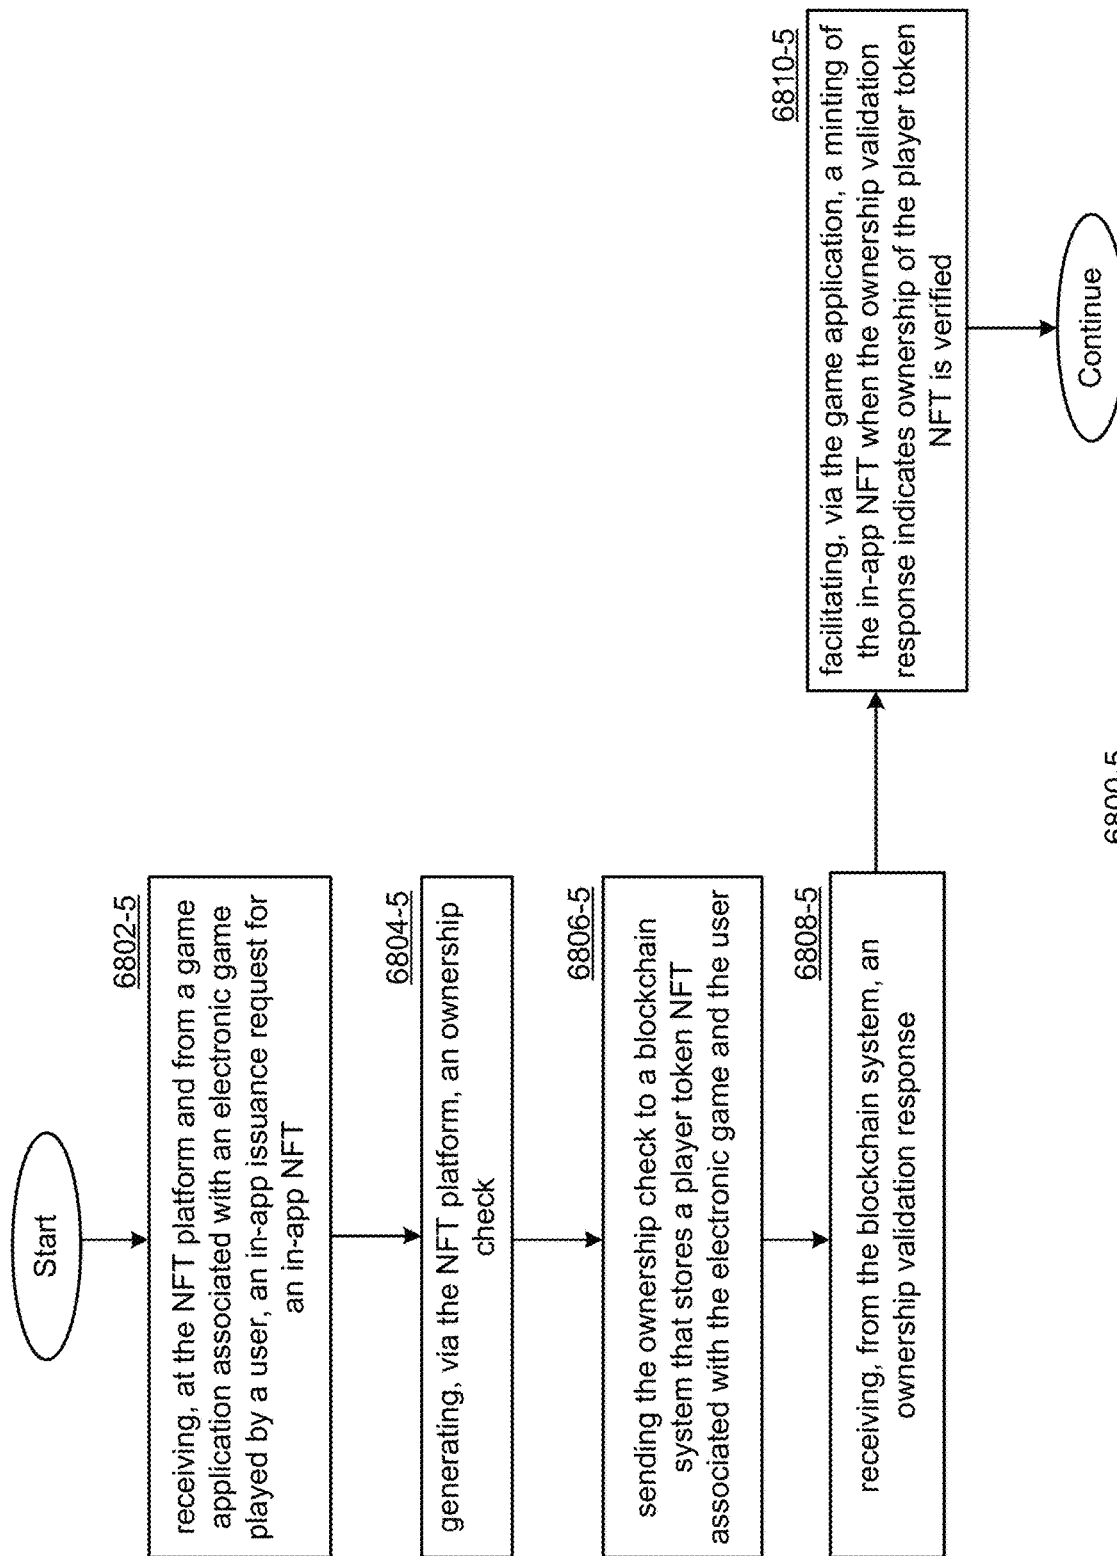 Start
6802-5
receiving, at the NFT platform and from a game
application associated with an electronic game
played by a user, an in-app issuance request for
an in-app NFT
6804-5
generating, via the NFT platform, an ownership
check
6806-5
sending the ownership check to a blockchain
system that stores a player token NFT
associated with the electronic game and the user
6808-5
receiving, from the blockchain system, an
ownership validation response
6810-5
facilitating, via the game application, a minting of
the in-app NFT when the ownership validation
response indicates ownership of the player token
NFT is verified
Continue
6800-5